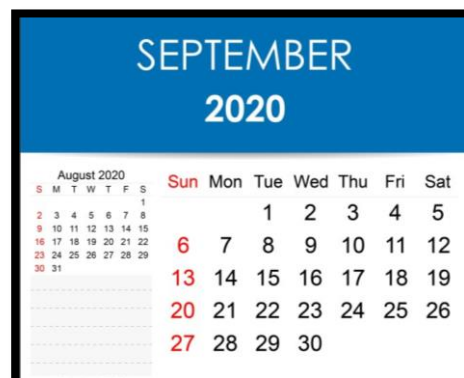 SEPTEMBER
2020
August 2020
S M T W T F S
1
2 3 4 5 6 7 8
9 10 11 12 13 14 15
16 17 18 19 20 21 22
23 24 25 26 27 28 29
30 31
Sun Mon Tue Wed Thu Fri Sat
1 2 3 4 5
6 7 8 9 10 11 12
13 14 15 16 17 18 19
20 21 22 23 24 25 26
27 28 29 30